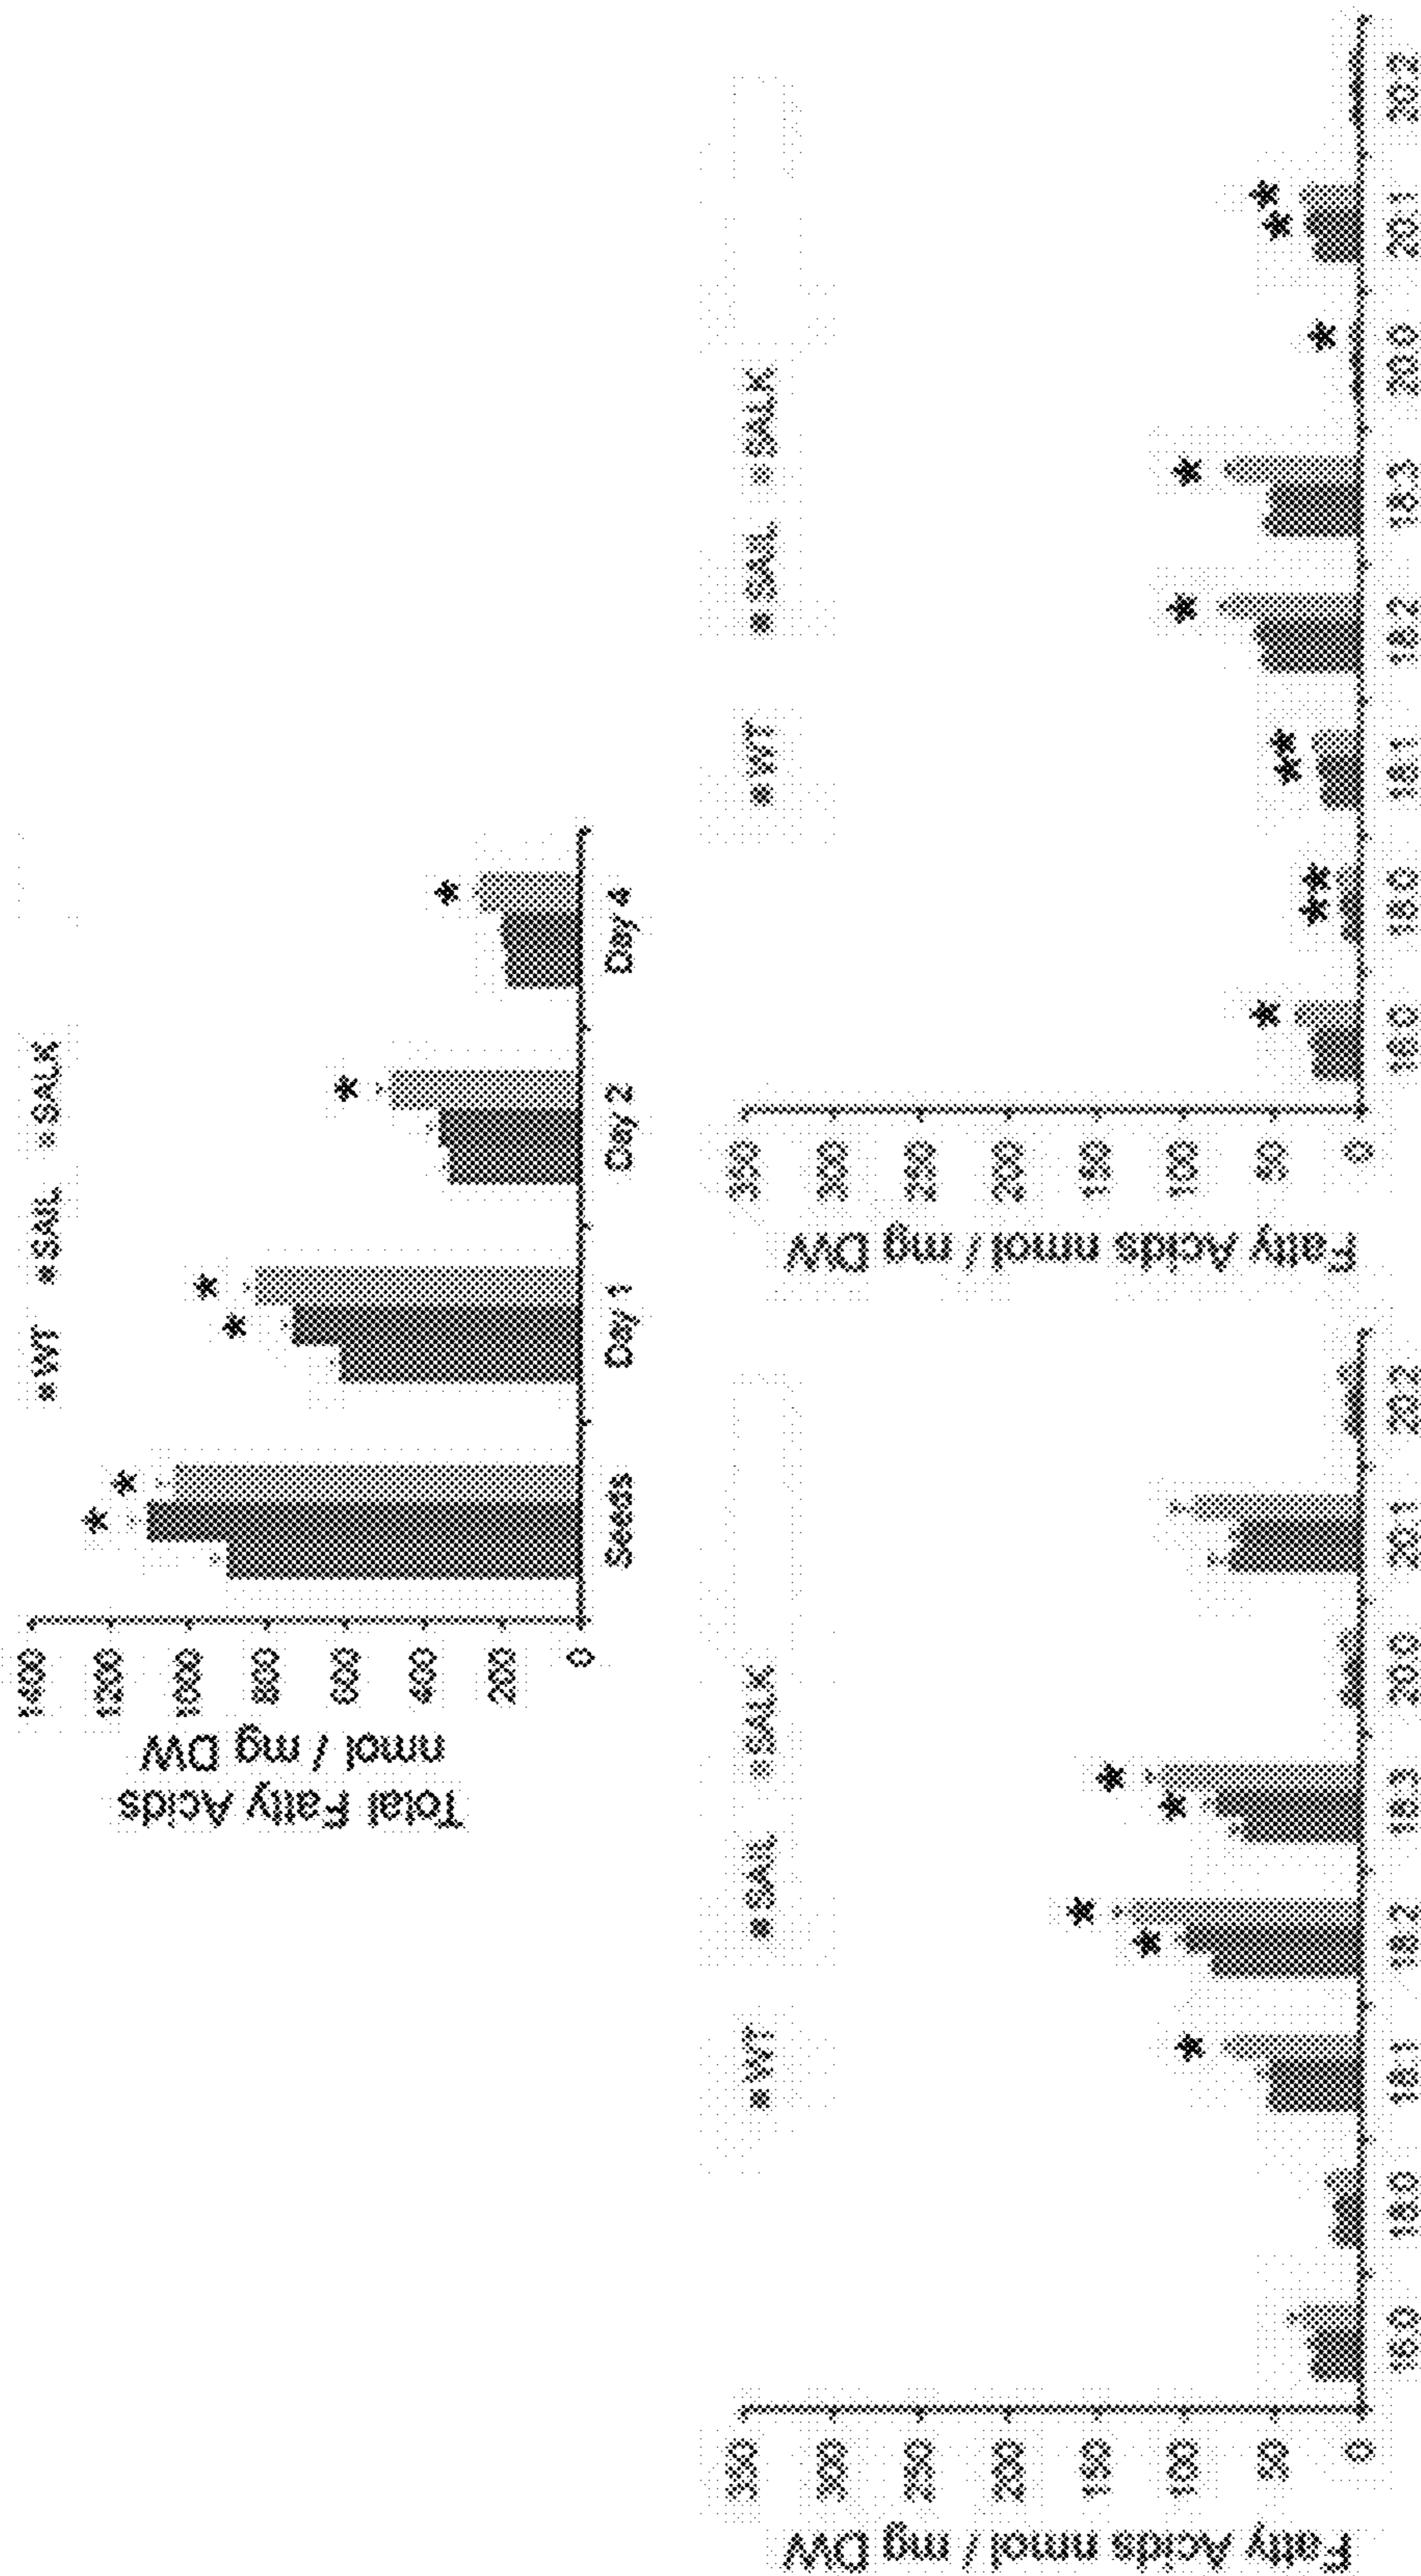 WT SAIL SALK
Total Fatty Acids
nmol / mg DW
1400
1200
1000
800
600
400
200
0
* * * * * *
Seeds Day 1 Day 2 Day 4
WT SAIL SALK
Fatty Acids nmol / mg DW
350
300
250
200
150
100
50
0
* * * * *
16:0 18:0 18:1 18:2 18:3 20:0 20:1 20:2
WT SAIL SALK
Fatty Acids nmol / mg DW
350
300
250
200
150
100
50
0
* * * * * * * * * *
16:0 18:0 18:1 18:2 18:3 20:0 20:1 20:2